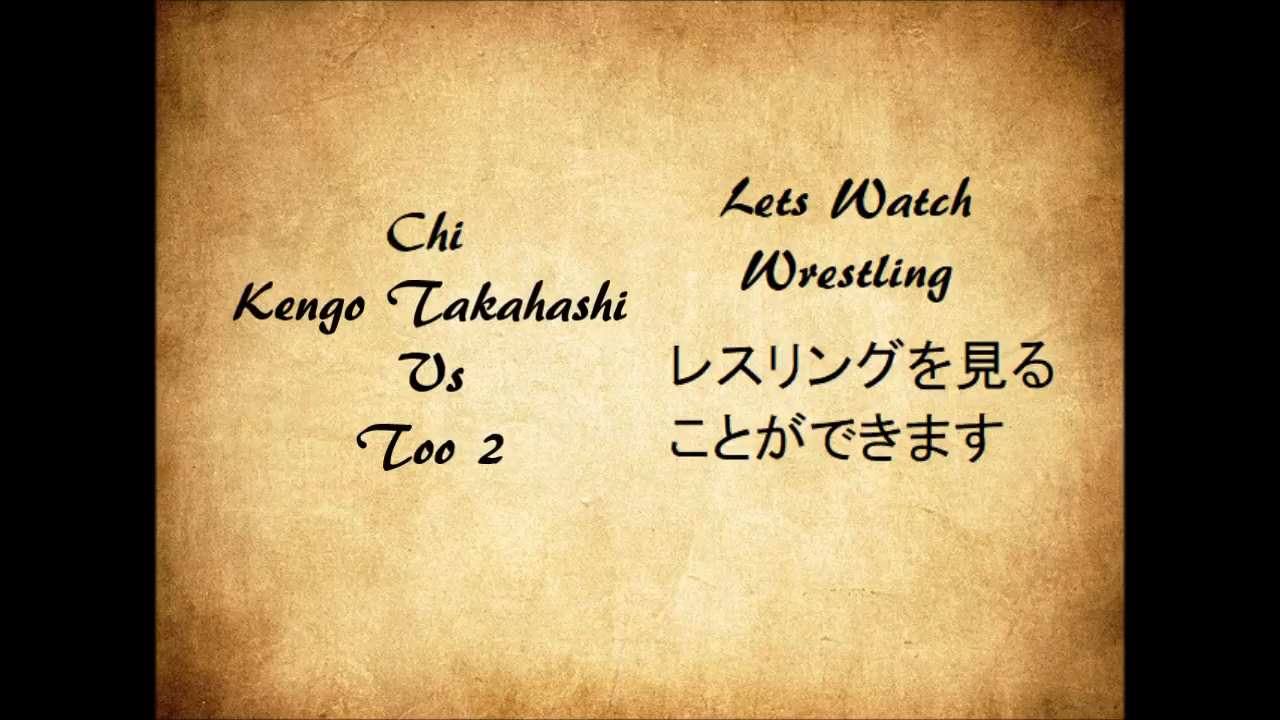 Chi
Kengo Takahashi
Vs
Too 2
Lets Watch
Wrestling
レスリングを見る
ことができます